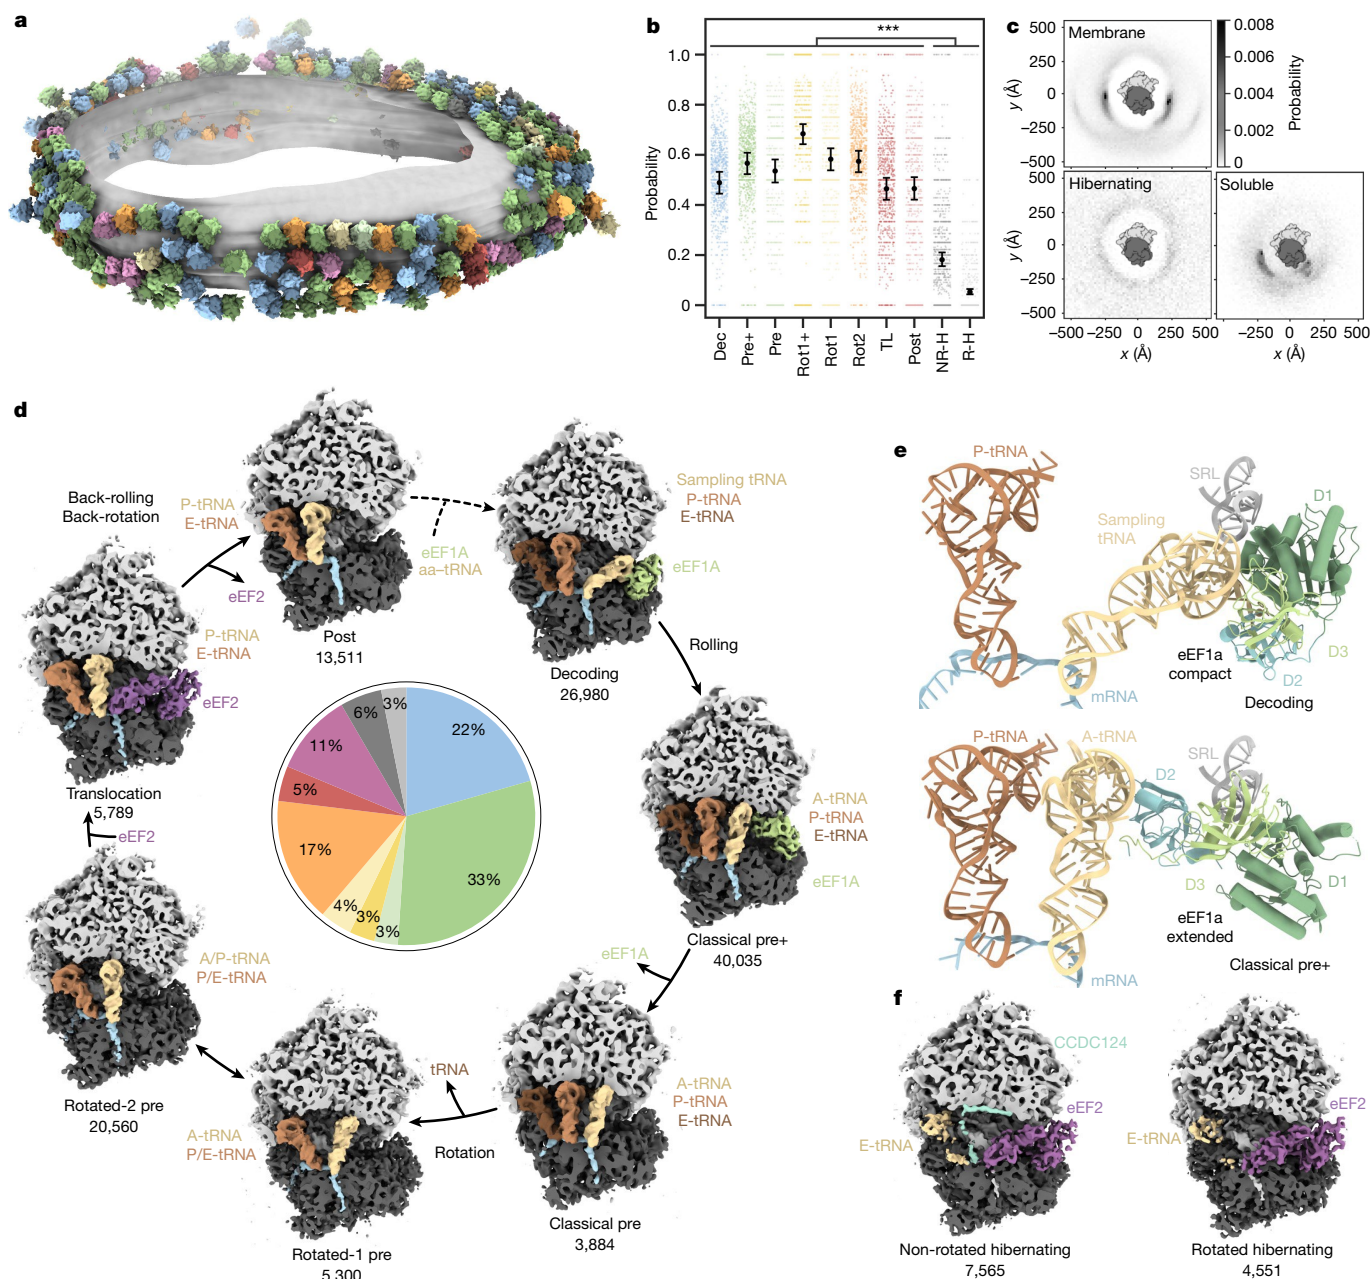 a
b
***
1.0
0.8
0.6
0.4
0.2
0
Probability
Dec
Pre+
Pre
Rot1+
Rot1
Rot2
TL
Post
NR-H
R-H
c
500
250
0
−250
−500
y (Å)
Membrane
0.008
0.006
0.004
0.002
0
Probability
Hibernating
500
250
0
−250
−500
y (Å)
−500 −250 0 250 500
x (Å)
Soluble
0 250 500
x (Å)
d
Back-rolling
Back-rotation
P-tRNA
E-tRNA
eEF2
Post
13,511
eEF1A
aa–tRNA
Sampling tRNA
P-tRNA
E-tRNA
eEF1A
Decoding
26,980
Rolling
P-tRNA
E-tRNA
eEF2
Translocation
5,789
eEF2
3%
6%
22%
11%
5%
17%
33%
4%
3%
3%
A-tRNA
P-tRNA
E-tRNA
eEF1A
Classical pre+
40,035
eEF1A
A/P-tRNA
P/E-tRNA
Rotated-2 pre
20,560
tRNA
Rotation
A-tRNA
P/E-tRNA
Rotated-1 pre
5,300
A-tRNA
P-tRNA
E-tRNA
Classical pre
3,884
e
P-tRNA
SRL
D1
Sampling
tRNA
D3
D2
eEF1a
compact
mRNA
Decoding
P-tRNA
A-tRNA
SRL
D2
D3
D1
eEF1a
extended
mRNA
Classical pre+
f
CCDC124
eEF2
E-tRNA
Non-rotated hibernating
7,565
eEF2
E-tRNA
Rotated hibernating
4,551